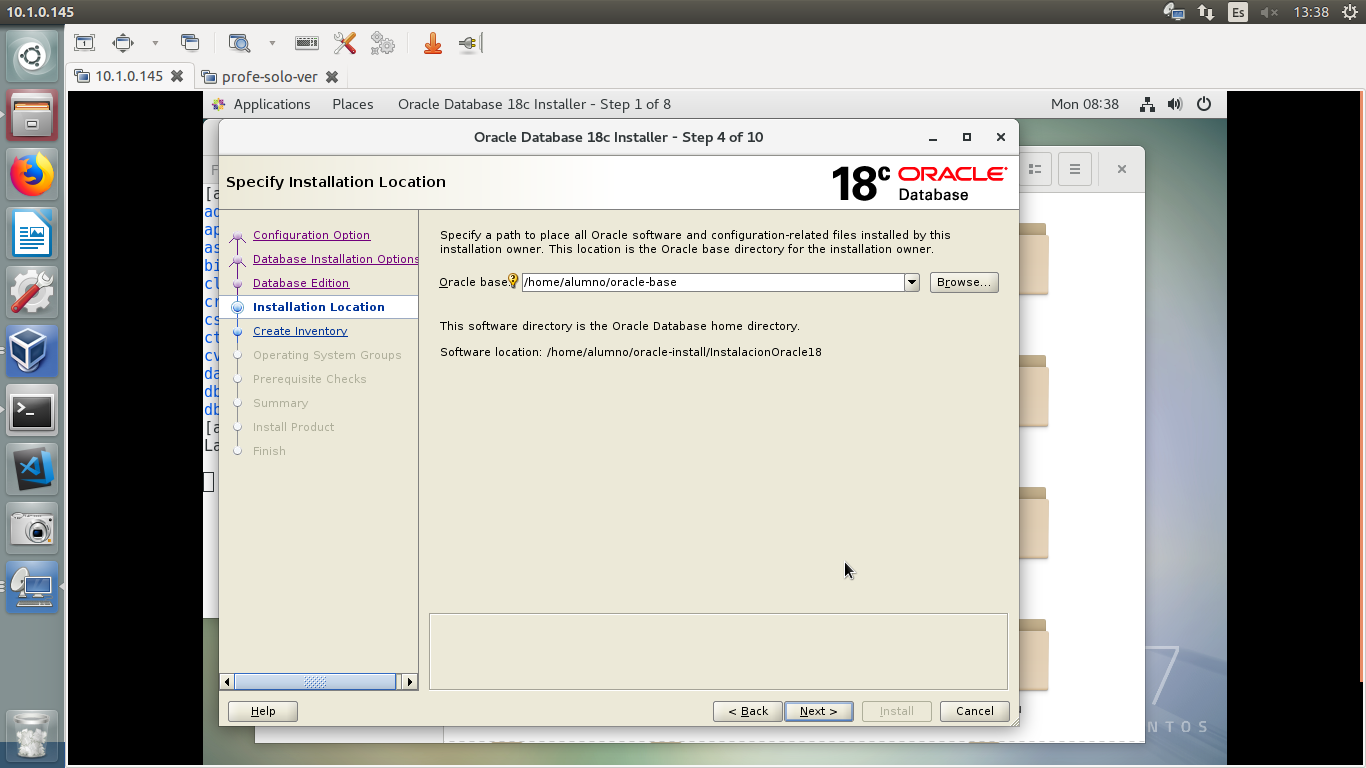 10.1.0.145
Es
13:38
10.1.0.145
profe-solo-ver
Applications
Places
Oracle Database 18c Installer - Step 1 of 8
Mon 08:38
Oracle Database 18c Installer - Step 4 of 10
Specify Installation Location
18c ORACLE
Database
[a
ad
ap
as
bi
cl
cr
cs
ct
cv
da
db
db
[a
La
Configuration Option
Database Installation Options
Database Edition
Installation Location
Create Inventory
Operating System Groups
Prerequisite Checks
Summary
Install Product
Finish
Specify a path to place all Oracle software and configuration-related files installed by this
installation owner. This location is the Oracle base directory for the installation owner.
Oracle base: /home/alumno/oracle-base
Browse...
This software directory is the Oracle Database home directory.
Software location: /home/alumno/oracle-install/InstalacionOracle18
Help
< Back
Next >
Install
Cancel
7
NTOS